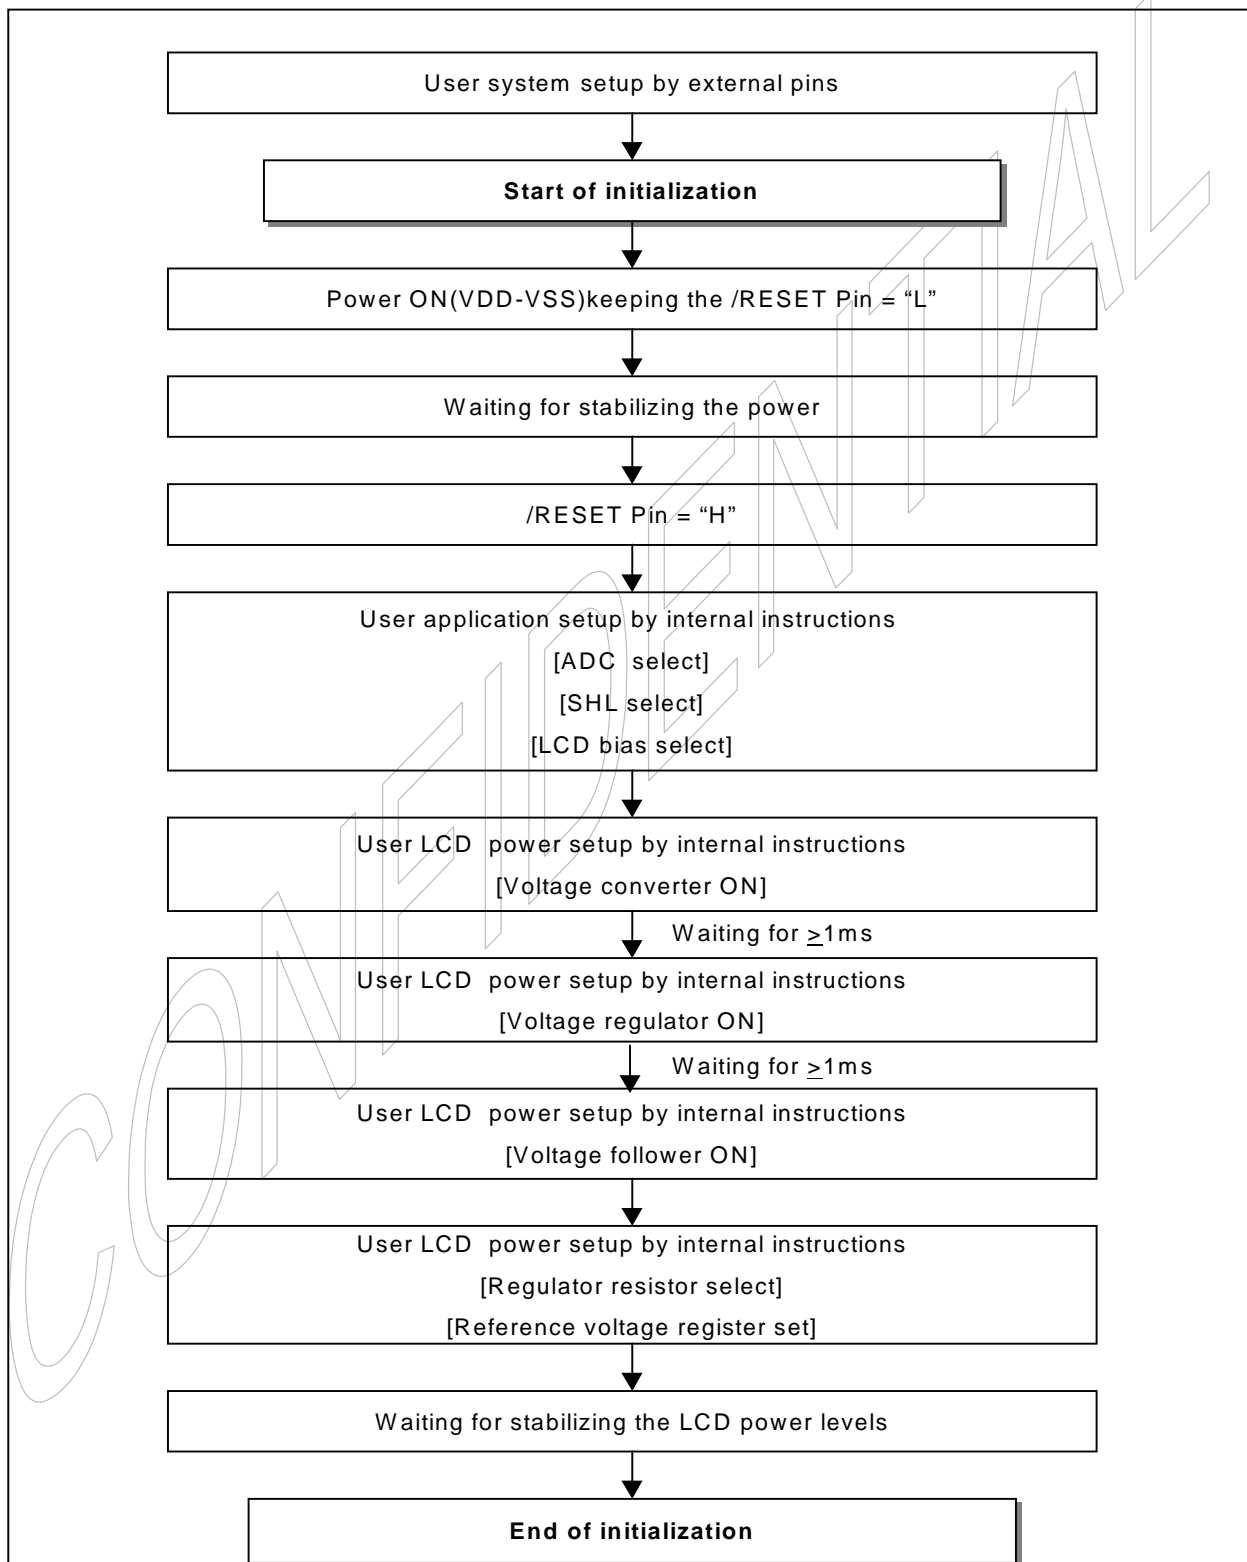 User system setup by external pins
Start of initialization
Power ON(VDD-VSS)keeping the /RESET Pin = “L”
Waiting for stabilizing the power
/RESET Pin = “H”
User application setup by internal instructions
[ADC select]
[SHL select]
[LCD bias select]
User LCD power setup by internal instructions
[Voltage converter ON]
Waiting for ≥1ms
User LCD power setup by internal instructions
[Voltage regulator ON]
Waiting for ≥1ms
User LCD power setup by internal instructions
[Voltage follower ON]
User LCD power setup by internal instructions
[Regulator resistor select]
[Reference voltage register set]
Waiting for stabilizing the LCD power levels
End of initialization
CONFIDENTIAL